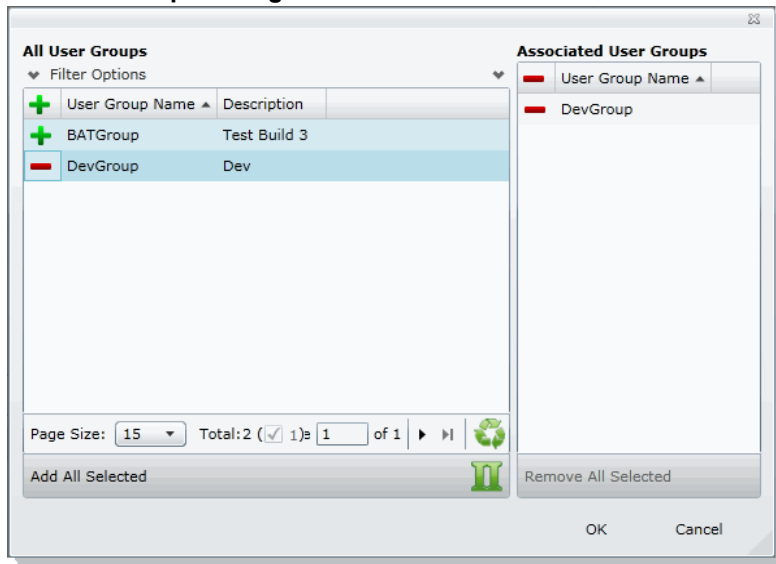 All User Groups
Filter Options
User Group Name Description
BATGroup Test Build 3
DevGroup Dev
Page Size: 15 Total:2 ( 1) 1 of 1
Add All Selected
Associated User Groups
User Group Name
DevGroup
Remove All Selected
OK Cancel